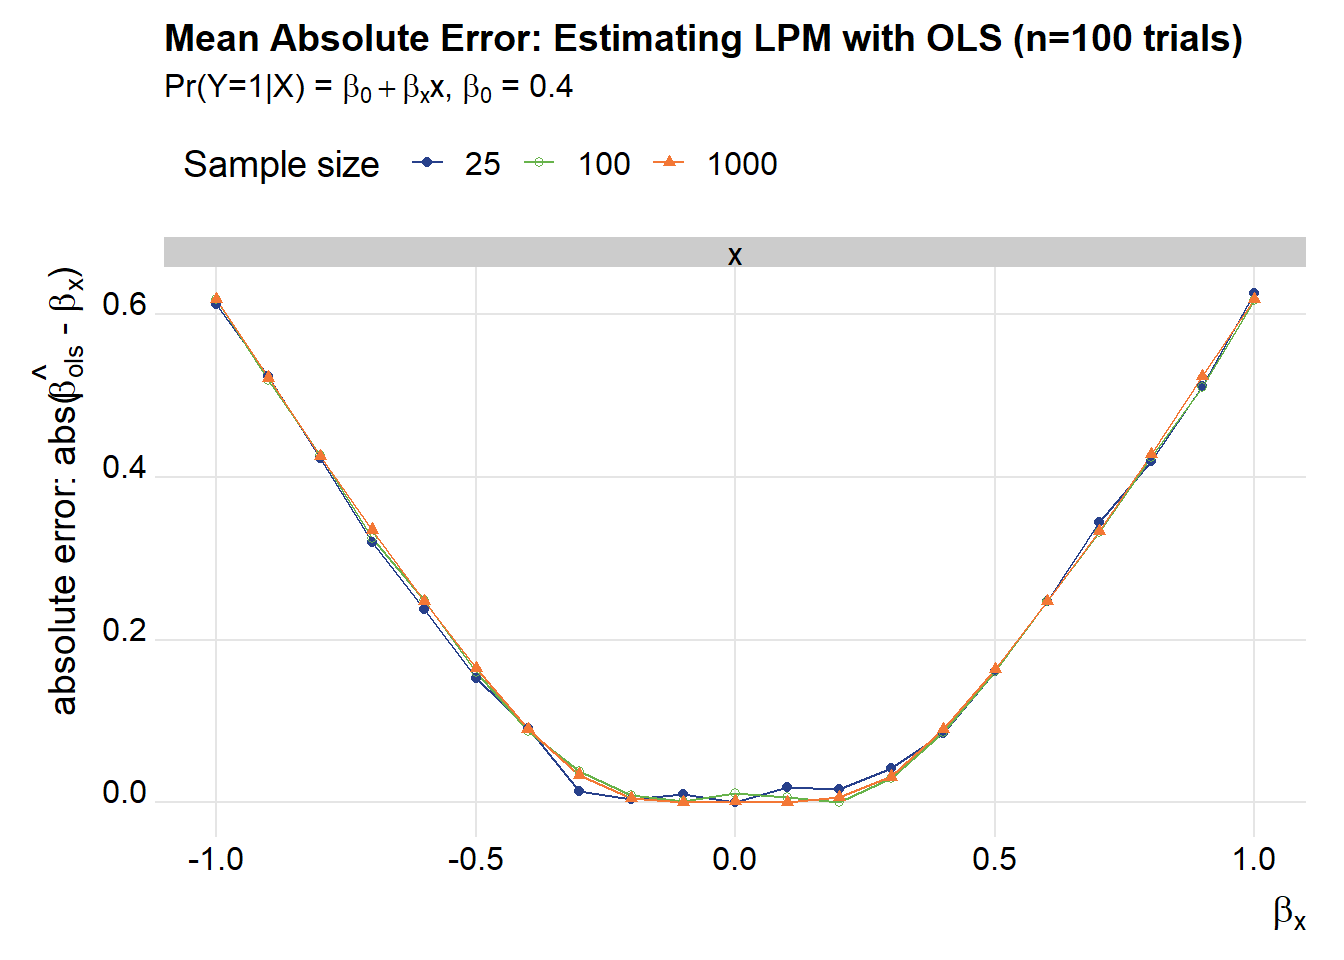 Mean Absolute Error: Estimating LPM with OLS (n=100 trials)
Pr(Y=1|X) = β₀ + βₓx, β₀ = 0.4
Sample size 25 100 1000
x
absolute error: abs(β̂ₒₗₛ - βₓ)
0.6
0.4
0.2
0.0
-1.0 -0.5 0.0 0.5 1.0
βₓ